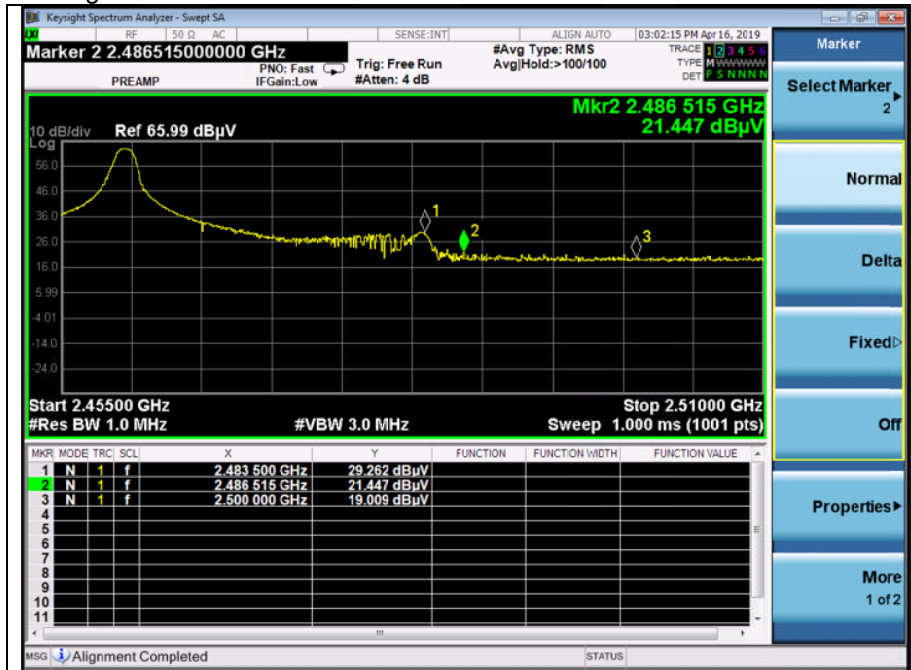 Keysight Spectrum Analyzer - Swept SA
RF 50 Ω AC SENSE:INT ALIGN AUTO 03:02:15 PM Apr 16, 2019
Marker 2 2.486515000000 GHz
PREAMP
PNO: Fast
IFGain:Low
Trig: Free Run
#Atten: 4 dB
#Avg Type: RMS
Avg|Hold:>100/100
TRACE 1 2 3 4 5 6
TYPE M W W W W W
DET P S N N N N
Mkr2 2.486 515 GHz
21.447 dBµV
10 dB/div Ref 65.99 dBµV
Log
56.0
46.0
36.0
26.0
16.0
5.99
-4.01
-14.0
-24.0
1
2
3
Start 2.45500 GHz Stop 2.51000 GHz
#Res BW 1.0 MHz #VBW 3.0 MHz Sweep 1.000 ms (1001 pts)
MKR MODE TRC SCL X Y FUNCTION FUNCTION WIDTH FUNCTION VALUE
1 N 1 f 2.483 500 GHz 29.262 dBµV
2 N 1 f 2.486 515 GHz 21.447 dBµV
3 N 1 f 2.500 000 GHz 19.009 dBµV
4
5
6
7
8
9
10
11
MSG Alignment Completed STATUS
Marker
Select Marker
2
Normal
Delta
Fixed
Off
Properties
More
1 of 2